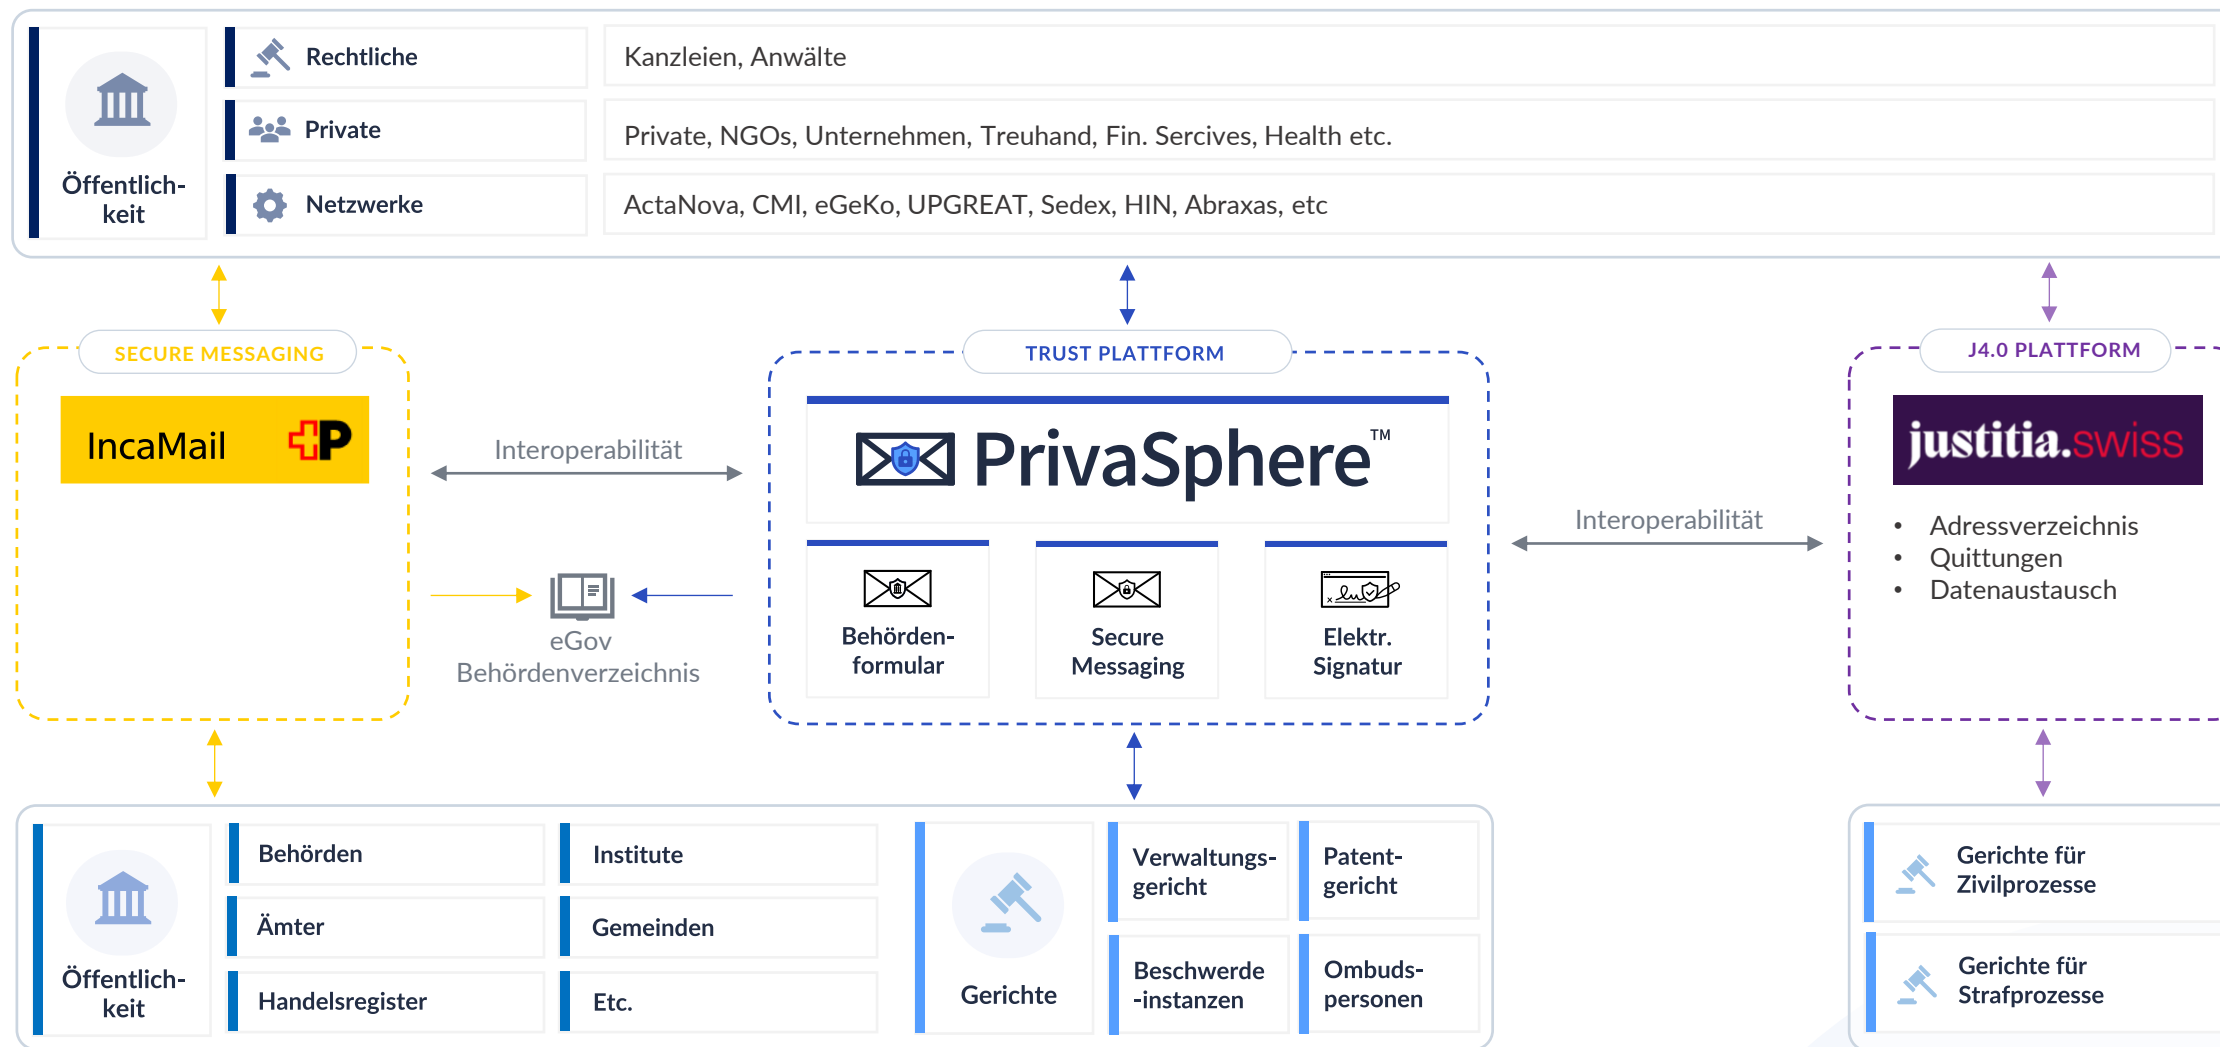 Öffentlich-
keit
Rechtliche
Kanzleien, Anwälte
Private
Private, NGOs, Unternehmen, Treuhand, Fin. Sercives, Health etc.
Netzwerke
ActaNova, CMI, eGeKo, UPGREAT, Sedex, HIN, Abraxas, etc
SECURE MESSAGING
IncaMail P
Interoperabilität
eGov
Behördenverzeichnis
TRUST PLATTFORM
PrivaSphere™
Behörden-
formular
Secure
Messaging
Elektr.
Signatur
Interoperabilität
J4.0 PLATTFORM
justitia.swiss
• Adressverzeichnis
• Quittungen
• Datenaustausch
Öffentlich-
keit
Behörden
Institute
Ämter
Gemeinden
Handelsregister
Etc.
Gerichte
Verwaltungs-
gericht
Patent-
gericht
Beschwerde
-instanzen
Ombuds-
personen
Gerichte für
Zivilprozesse
Gerichte für
Strafprozesse